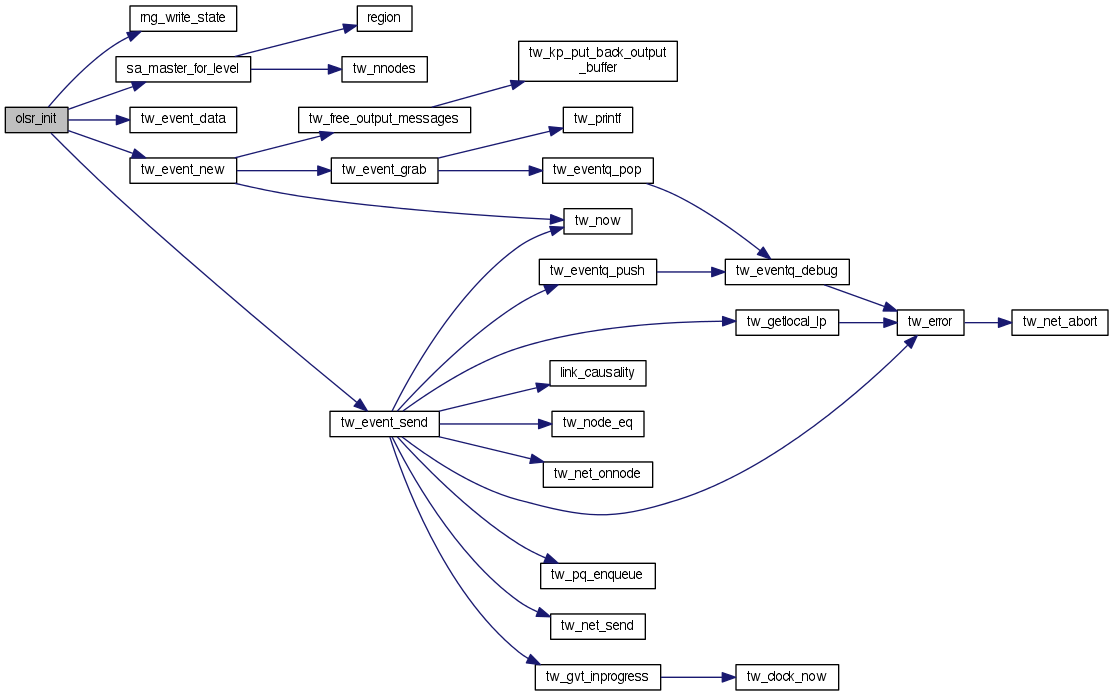 rng_write_state
region
sa_master_for_level
tw_nnodes
tw_kp_put_back_output
_buffer
olsr_init
tw_event_data
tw_free_output_messages
tw_printf
tw_event_new
tw_event_grab
tw_eventq_pop
tw_now
tw_eventq_push
tw_eventq_debug
tw_getlocal_lp
tw_error
tw_net_abort
link_causality
tw_event_send
tw_node_eq
tw_net_onnode
tw_pq_enqueue
tw_net_send
tw_gvt_inprogress
tw_clock_now